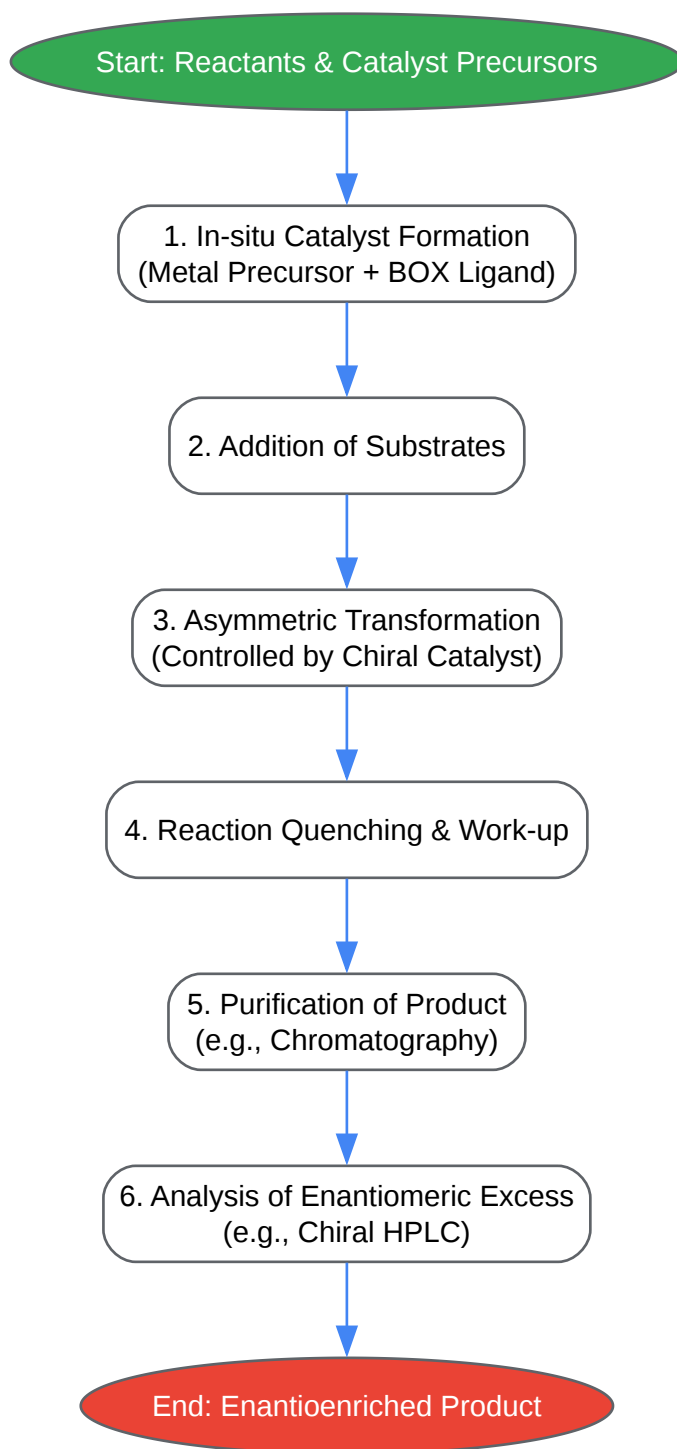 Start: Reactants & Catalyst Precursors
1. In-situ Catalyst Formation
(Metal Precursor + BOX Ligand)
2. Addition of Substrates
3. Asymmetric Transformation
(Controlled by Chiral Catalyst)
4. Reaction Quenching & Work-up
5. Purification of Product
(e.g., Chromatography)
6. Analysis of Enantiomeric Excess
(e.g., Chiral HPLC)
End: Enantioenriched Product